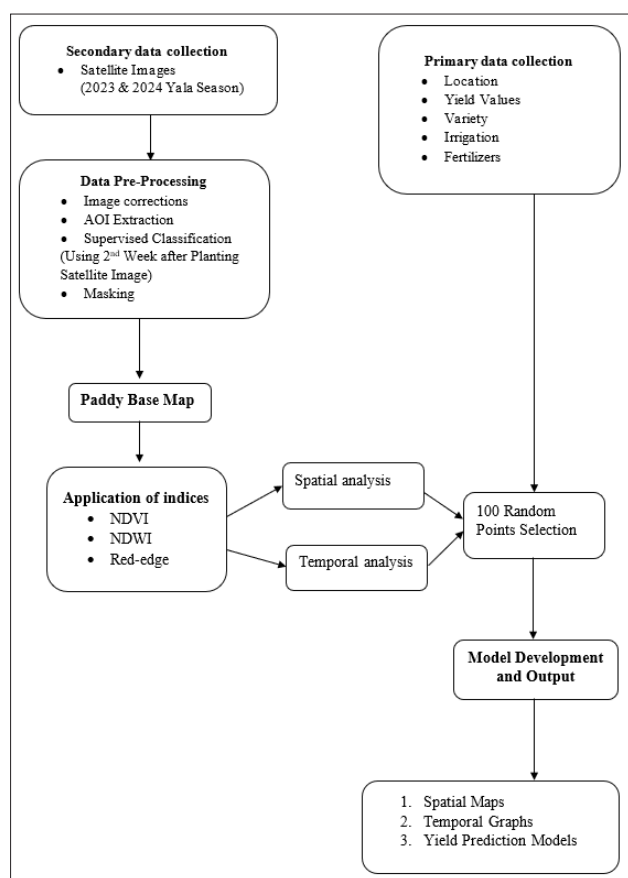 Secondary data collection
• Satellite Images
(2023 & 2024 Yala Season)
Primary data collection
• Location
• Yield Values
• Variety
• Irrigation
• Fertilizers
Data Pre-Processing
• Image corrections
• AOI Extraction
• Supervised Classification
(Using 2nd Week after Planting
Satellite Image)
• Masking
Paddy Base Map
Application of indices
• NDVI
• NDWI
• Red-edge
Spatial analysis
Temporal analysis
100 Random
Points Selection
Model Development
and Output
1. Spatial Maps
2. Temporal Graphs
3. Yield Prediction Models